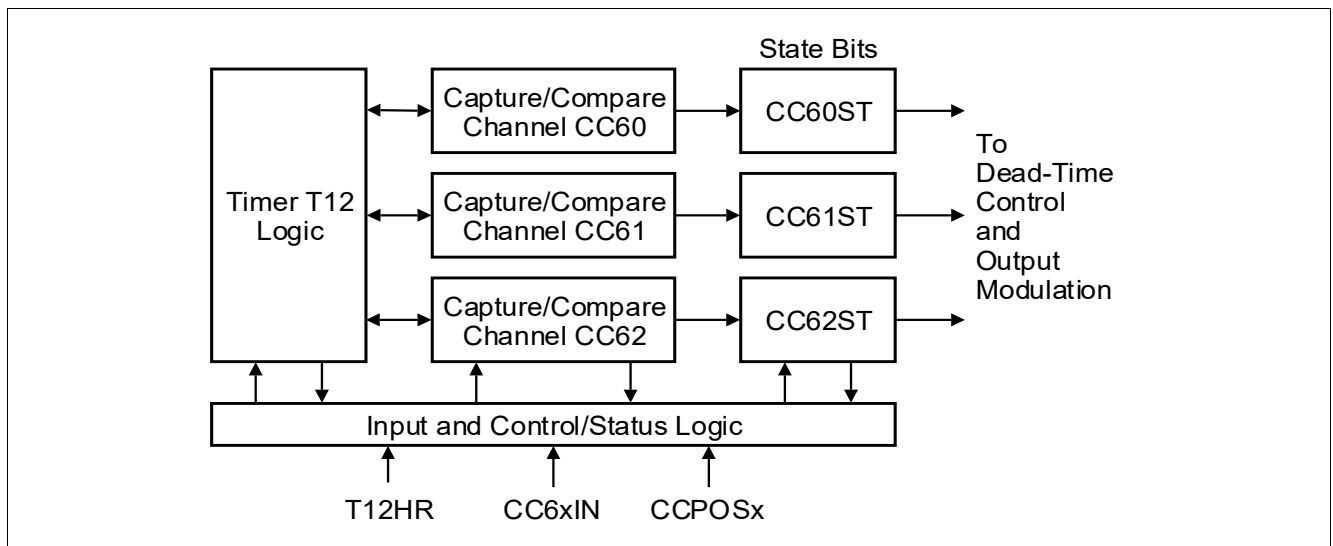 State Bits
Capture/Compare
Channel CC60
CC60ST
Timer T12
Logic
Capture/Compare
Channel CC61
CC61ST
Capture/Compare
Channel CC62
CC62ST
To
Dead-Time
Control
and
Output
Modulation
Input and Control/Status Logic
T12HR
CC6xIN
CCPOSx